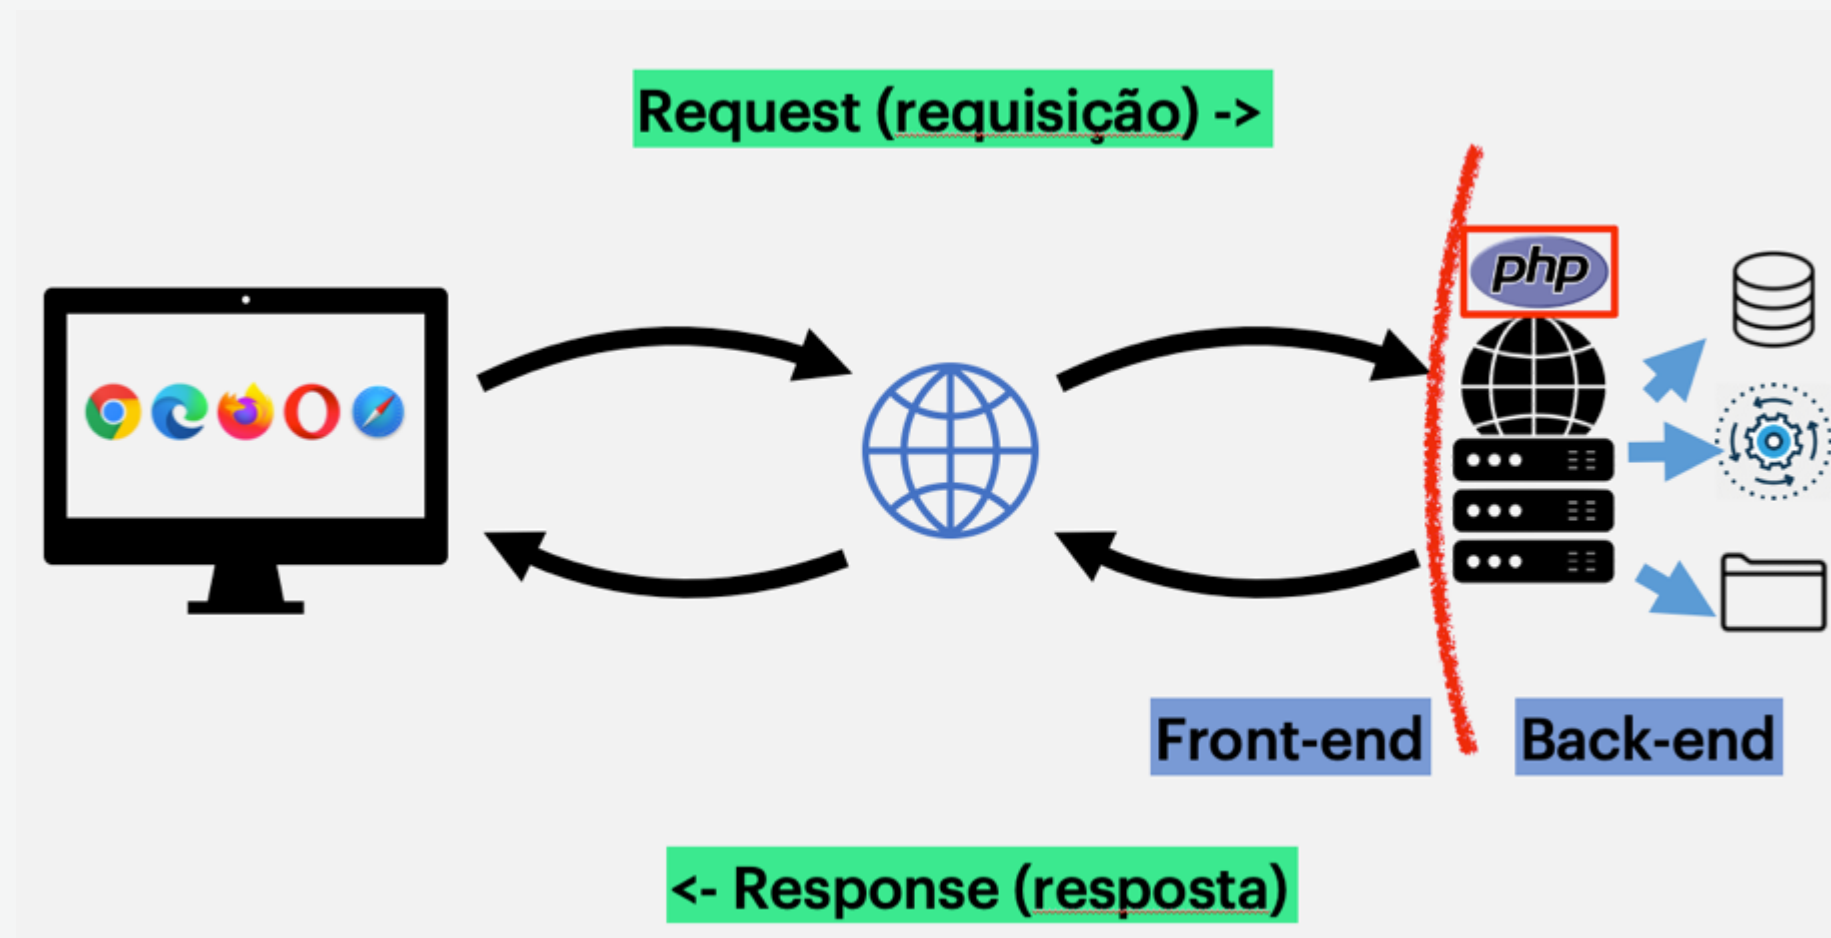 Request (requisição) ->
php
Front-end
Back-end
<- Response (resposta)